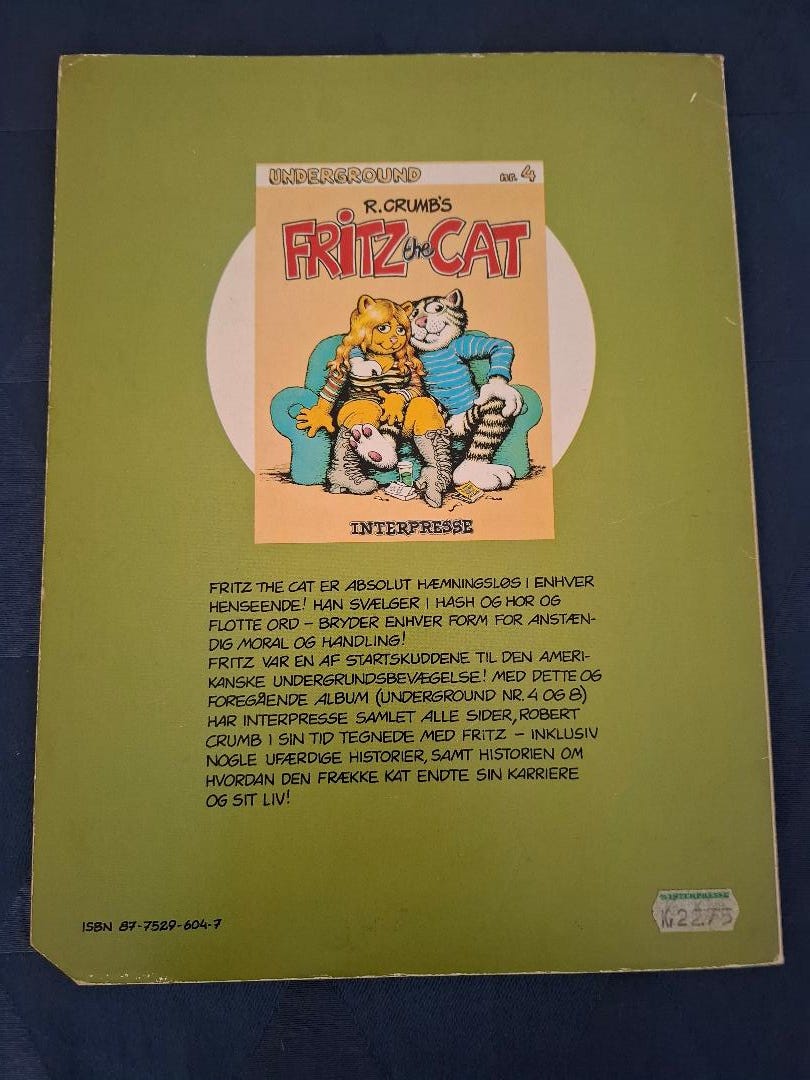 UNDERGROUND nr. 4
R. CRUMB'S
FRITZ the CAT
INTERPRESSE
FRITZ THE CAT ER ABSOLUT HÆMNINGSLØS I ENHVER
HENSEENDE! HAN SVÆLGER I HASH OG HOR OG
FLOTTE ORD – BRYDER ENHVER FORM FOR ANSTÆN-
DIG MORAL OG HANDLING!
FRITZ VAR EN AF STARTSKUDDENE TIL DEN AMERI-
KANSKE UNDERGRUNDSBEVÆGELSE! MED DETTE OG
FOREGÅENDE ALBUM (UNDERGROUND NR. 4 OG 8)
HAR INTERPRESSE SAMLET ALLE SIDER, ROBERT
CRUMB I SIN TID TEGNEDE MED FRITZ – INKLUSIV
NOGLE UFÆRDIGE HISTORIER, SAMT HISTORIEN OM
HVORDAN DEN FRÆKKE KAT ENDTE SIN KARRIERE
OG SIT LIV!
ISBN 87-7529-604-7
INTERPRESSE
Kr 22.75